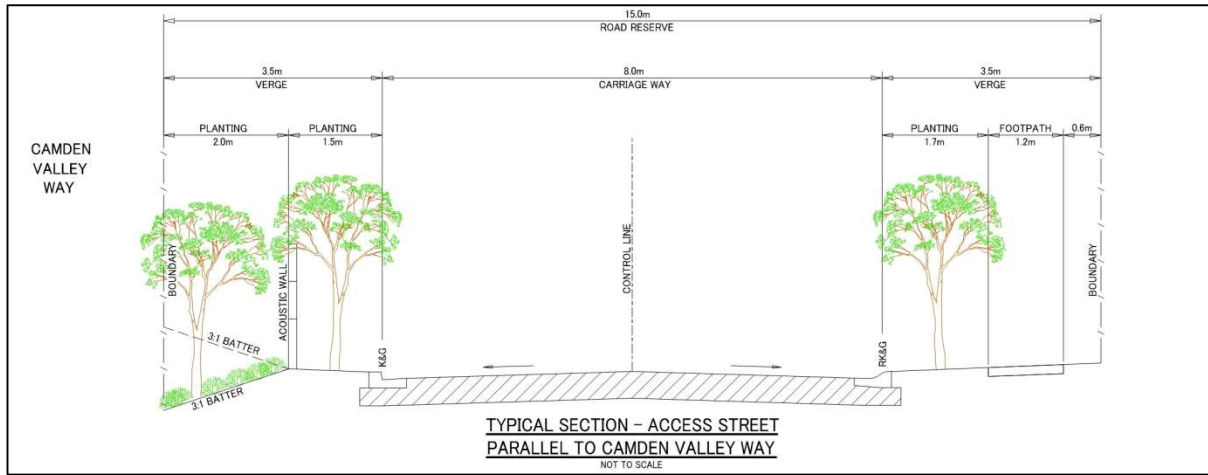 15.0m
ROAD RESERVE
3.5m
VERGE
8.0m
CARRIAGE WAY
3.5m
VERGE
PLANTING
2.0m
PLANTING
1.5m
PLANTING
1.7m
FOOTPATH
1.2m
0.6m
CAMDEN
VALLEY
WAY
BOUNDARY
ACOUSTIC WALL
CONTROL LINE
BOUNDARY
3:1 BATTER
K&G
RK&G
3:1 BATTER
TYPICAL SECTION - ACCESS STREET
PARALLEL TO CAMDEN VALLEY WAY
NOT TO SCALE